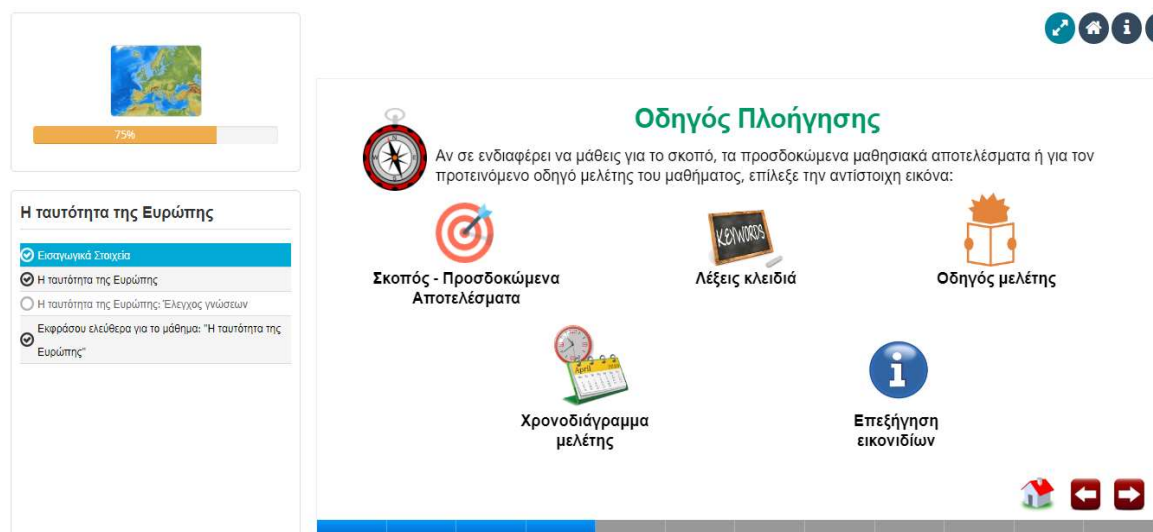 75%
Η ταυτότητα της Ευρώπης
Εισαγωγικά Στοιχεία
Η ταυτότητα της Ευρώπης
Η ταυτότητα της Ευρώπης: Έλεγχος γνώσεων
Εκφράσου ελεύθερα για το μάθημα: "Η ταυτότητα της
Ευρώπης"
Οδηγός Πλοήγησης
Αν σε ενδιαφέρει να μάθεις για το σκοπό, τα προσδοκώμενα μαθησιακά αποτελέσματα ή για τον
προτεινόμενο οδηγό μελέτης του μαθήματος, επίλεξε την αντίστοιχη εικόνα:
KEYWORDS
Σκοπός - Προσδοκώμενα
Αποτελέσματα
Λέξεις κλειδιά
Οδηγός μελέτης
April
Χρονοδιάγραμμα
μελέτης
Επεξήγηση
εικονιδίων